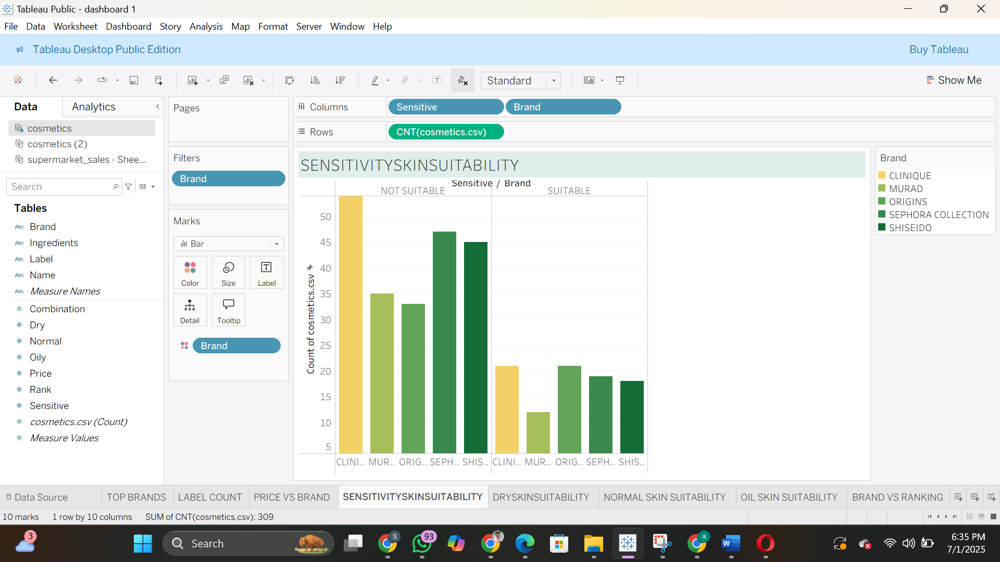 Tableau Public - dashboard 1
File Data Worksheet Dashboard Story Analysis Map Format Server Window Help
Tableau Desktop Public Edition
Buy Tableau
Standard
Show Me
Data
Analytics
cosmetics
cosmetics (2)
supermarket_sales - Shee...
Search
Tables
Abc Brand
Abc Ingredients
Abc Label
Abc Name
Abc Measure Names
# Combination
# Dry
# Normal
# Oily
# Price
# Rank
# Sensitive
# cosmetics.csv (Count)
# Measure Values
Pages
Filters
Brand
Marks
Bar
Color
Size
Label
Detail
Tooltip
Brand
Columns
Sensitive
Brand
Rows
CNT(cosmetics.csv)
SENSITIVITYSKINSUITABILITY
Sensitive / Brand
NOT SUITABLE
SUITABLE
Count of cosmetics.csv
50
45
40
35
30
25
20
15
10
5
CLINI.. MUR.. ORIG.. SEPH.. SHIS.. CLINI.. MUR.. ORIG.. SEPH.. SHIS..
Brand
CLINIQUE
MURAD
ORIGINS
SEPHORA COLLECTION
SHISEIDO
Data Source
TOP BRANDS
LABEL COUNT
PRICE VS BRAND
SENSITIVITYSKINSUITABILITY
DRYSKINSUITABILITY
NORMAL SKIN SUITABILITY
OIL SKIN SUITABILITY
BRAND VS RANKING
10 marks
1 row by 10 columns
SUM of CNT(cosmetics.csv): 309
3
Search
S
93
a
W
6:35 PM
7/1/2025